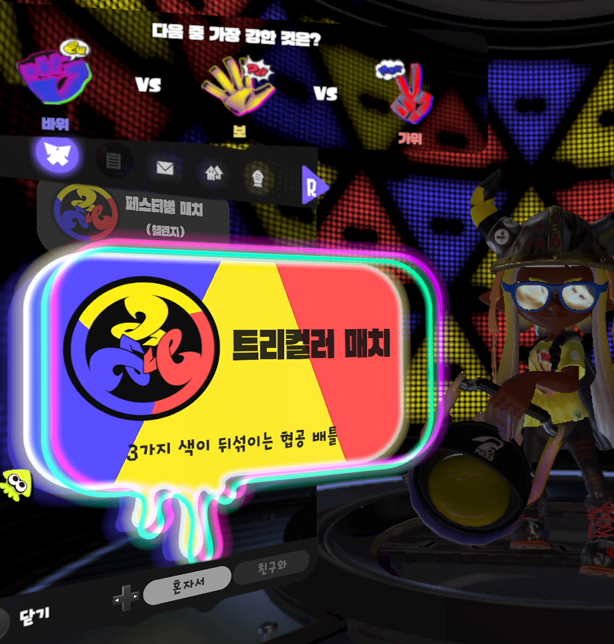 다음 중 가장 강한 것은?
VS
VS
바위
보
가위
R
페스티벌 매치
(챌린지)
트리컬러 매치
3가지 색이 뒤섞이는 협공 배틀
혼자서
친구와
닫기